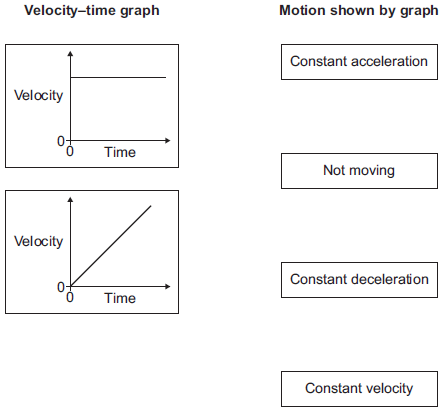 Velocity–time graph
Motion shown by graph
Velocity
0
0
Time
Constant acceleration
Not moving
Velocity
0
0
Time
Constant deceleration
Constant velocity